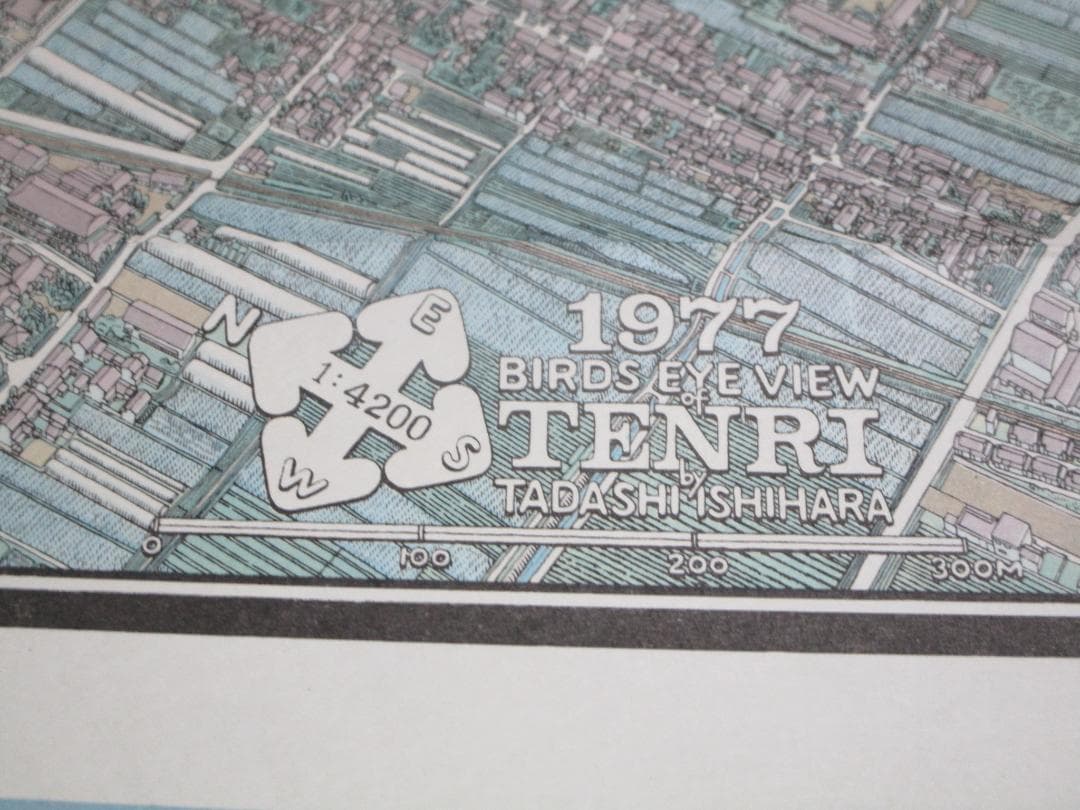 N
E
1:4200
W
S
1977
BIRDS EYE VIEW
of
TENRI
by
TADASHI ISHIHARA
0 100 200 300M